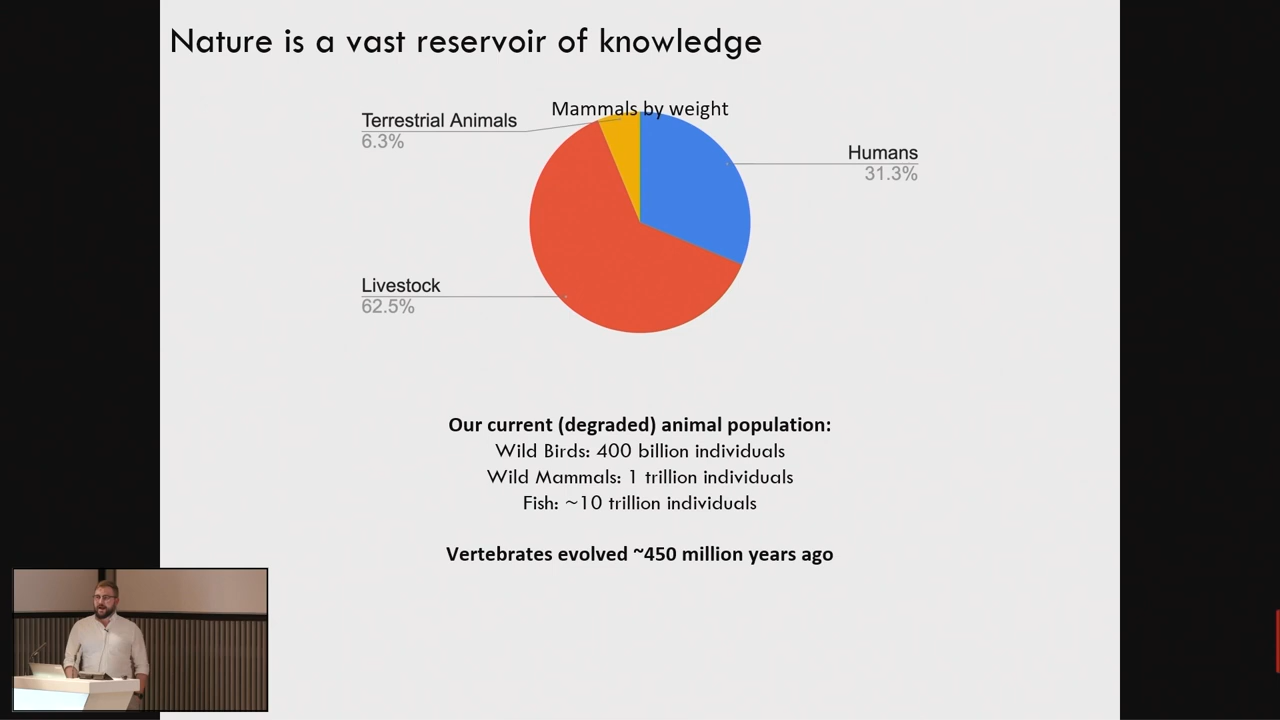 Nature is a vast reservoir of knowledge
Mammals by weight
Terrestrial Animals
6.3%
Humans
31.3%
Livestock
62.5%
Our current (degraded) animal population:
Wild Birds: 400 billion individuals
Wild Mammals: 1 trillion individuals
Fish: ~10 trillion individuals
Vertebrates evolved ~450 million years ago